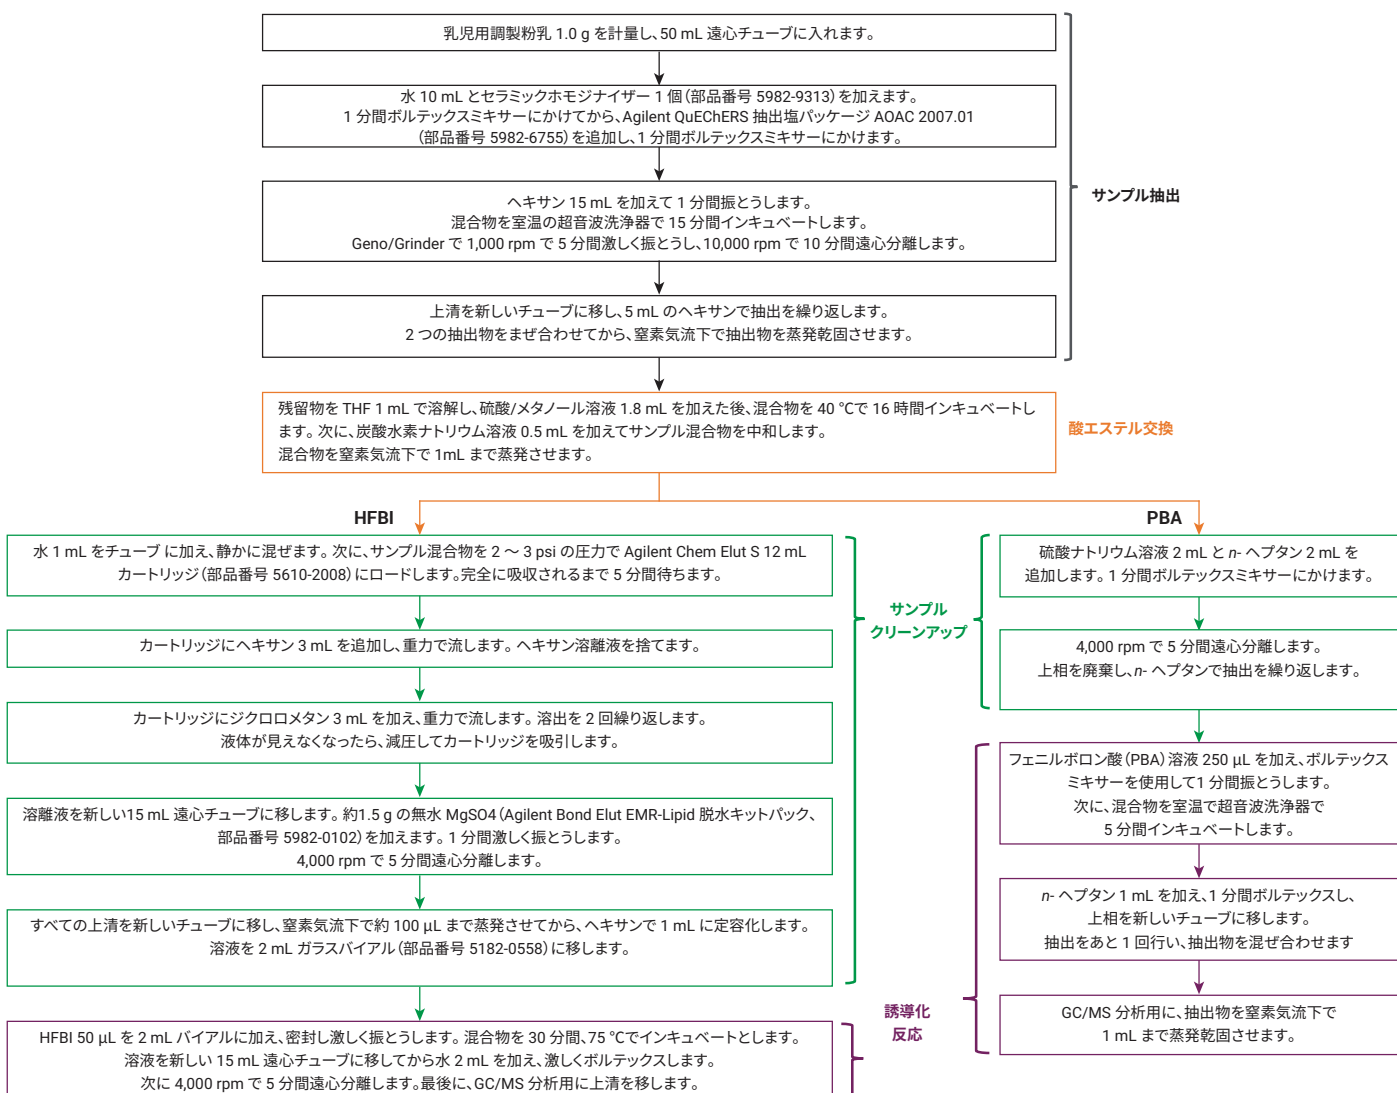 乳児用調製粉乳 1.0 g を計量し、50 mL 遠心チューブに入れます。
水 10 mL とセラミックホモジナイザー 1 個（部品番号 5982-9313）を加えます。
1 分間ボルテックスミキサーにかけてから、Agilent QuEChERS 抽出塩パッケージ AOAC 2007.01
（部品番号 5982-6755）を追加し、1 分間ボルテックスミキサーにかけます。
ヘキサン 15 mL を加えて 1 分間振とうします。
混合物を室温の超音波洗浄器で 15 分間インキュベートします。
Geno/Grinder で 1,000 rpm で 5 分間激しく振とうし、10,000 rpm で 10 分間遠心分離します。
上清を新しいチューブに移し、5 mL のヘキサンで抽出を繰り返します。
2 つの抽出物をまぜ合わせてから、窒素気流下で抽出物を蒸発乾固させます。
サンプル抽出
残留物を THF 1 mL で溶解し、硫酸/メタノール溶液 1.8 mL を加えた後、混合物を 40 °Cで 16 時間インキュベートし
ます。次に、炭酸水素ナトリウム溶液 0.5 mL を加えてサンプル混合物を中和します。
混合物を窒素気流下で 1mL まで蒸発させます。
酸エステル交換
HFBI
水 1 mL をチューブ に加え、静かに混ぜます。次に、サンプル混合物を 2 ～ 3 psi の圧力で Agilent Chem Elut S 12 mL
カートリッジ（部品番号 5610-2008）にロードします。完全に吸収されるまで 5 分間待ちます。
カートリッジにヘキサン 3 mL を追加し、重力で流します。ヘキサン溶離液を捨てます。
カートリッジにジクロロメタン 3 mL を加え、重力で流します。溶出を 2 回繰り返します。
液体が見えなくなったら、減圧してカートリッジを吸引します。
溶離液を新しい15 mL 遠心チューブに移します。約1.5 g の無水 MgSO4（Agilent Bond Elut EMR-Lipid 脱水キットパック、
部品番号 5982-0102）を加えます。1 分間激しく振とうします。
4,000 rpm で 5 分間遠心分離します。
すべての上清を新しいチューブに移し、窒素気流下で約 100 µL まで蒸発させてから、ヘキサンで 1 mL に定容化します。
溶液を 2 mL ガラスバイアル（部品番号 5182-0558）に移します。
HFBI 50 µL を 2 mL バイアルに加え、密封し激しく振とうします。混合物を 30 分間、75 °Cでインキュベートとします。
溶液を新しい 15 mL 遠心チューブに移してから水 2 mL を加え、激しくボルテックスします。
次に 4,000 rpm で 5 分間遠心分離します。最後に、GC/MS 分析用に上清を移します。
サンプル
クリーンアップ
誘導化
反応
PBA
硫酸ナトリウム溶液 2 mL と n- ヘプタン 2 mL を
追加します。1 分間ボルテックスミキサーにかけます。
4,000 rpm で 5 分間遠心分離します。
上相を廃棄し、n- ヘプタンで抽出を繰り返します。
フェニルボロン酸（PBA）溶液 250 µL を加え、ボルテックス
ミキサーを使用して1 分間振とうします。
次に、混合物を室温で超音波洗浄器で
5 分間インキュベートします。
n- ヘプタン 1 mL を加え、1 分間ボルテックスし、
上相を新しいチューブに移します。
抽出をあと 1 回行い、抽出物を混ぜ合わせます
GC/MS 分析用に、抽出物を窒素気流下で
1 mL まで蒸発乾固させます。